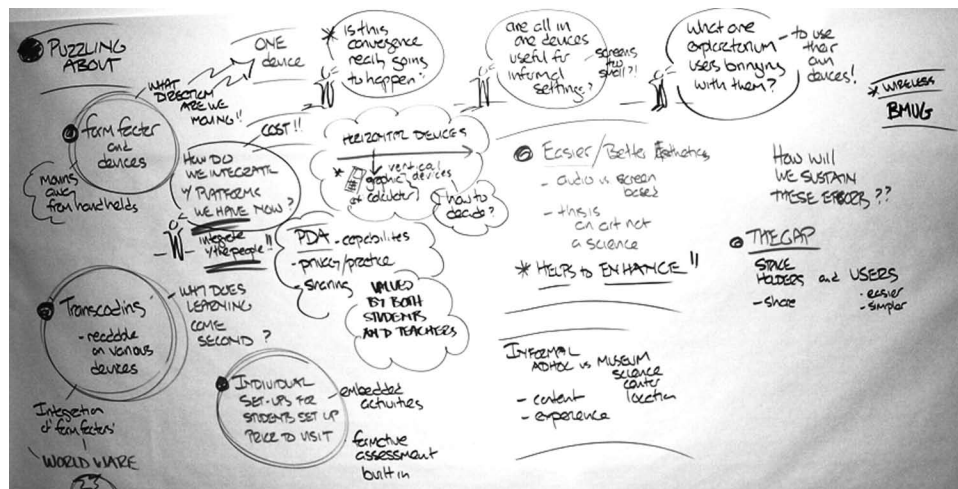 PUZZLING
ABOUT
ONE
device
WHAT
DIRECTION
ARE WE
MOVING!!
* is this
convergence
really going
to happen?
are all in
one devices
useful for
informal
settings?
screens
too
small?!
what are
exploratorium
users bringing
with them?
to use
their
own
devices!
* WIRELESS
BMUG
form factor
and
devices
moving
away
from handhelds
COST!!
HOW DO
WE INTEGRATE
W/ PLATFORMS
WE HAVE NOW?
integrate
w/the people!!
HORIZONTAL DEVICES
vertical
* graphic devices
calculators
how to
decide?
PDA - capabilities
- privacy/practice
- sharing
VALUED
BY BOTH
STUDENTS
AND TEACHERS
Easier/Better Aesthetics
- audio vs screen
based
- this is
an art not
a science
* HELPS to ENHANCE!!
HOW WILL
WE SUSTAIN
THESE
??
THE GAP
STAKE
HOLDERS and USERS
- share
· easier
· simpler
Transcoding
- readable
on various
devices
WHY DOES
LEARNING
COME
SECOND?
Integration
of 'form factors'
WORLD WARE
INDIVIDUAL
SET-UPS FOR
STUDENTS SET UP
PRIOR TO VISIT
embedded
activities
formative
assessment
built in
INFORMAL
ADHOC vs MUSEUM
science
center
location
- content
- experience